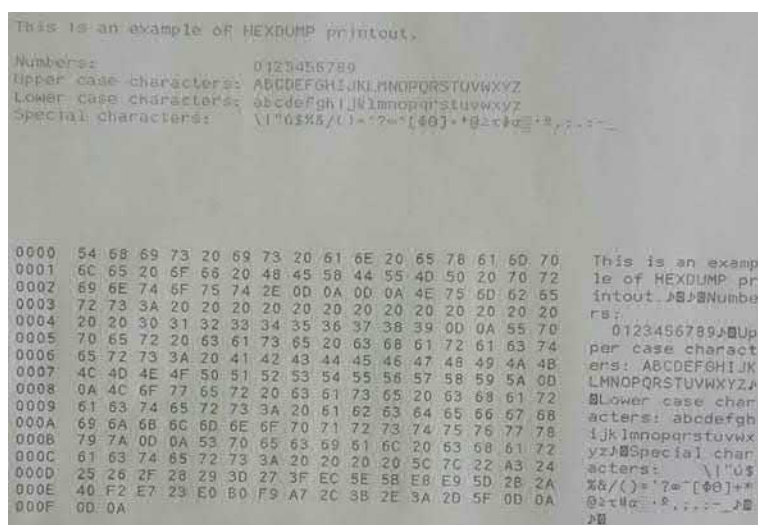 This is an example of HEXDUMP printout.
Numbers: 0123456789
Upper case characters: ABCDEFGHIJKLMNOPQRSTUVWXYZ
Lower case characters: abcdefghijklmnopqrstuvwxyz
Special characters: \|"ú$%&/()='?∞^[ΦΘ]+*@≥τ#α░·º,;.:-_
0000 54 68 69 73 20 69 73 20 61 6E 20 65 78 61 6D 70 This is an examp
0001 6C 65 20 6F 66 20 48 45 58 44 55 4D 50 20 70 72 le of HEXDUMP pr
0002 69 6E 74 6F 75 74 2E 0D 0A 0D 0A 4E 75 6D 62 65 intout.♪◙♪◙Numbe
0003 72 73 3A 20 20 20 20 20 20 20 20 20 20 20 20 20 rs:
0004 20 20 30 31 32 33 34 35 36 37 38 39 0D 0A 55 70 0123456789♪◙Up
0005 70 65 72 20 63 61 73 65 20 63 68 61 72 61 63 74 per case charact
0006 65 72 73 3A 20 41 42 43 44 45 46 47 48 49 4A 4B ers: ABCDEFGHIJK
0007 4C 4D 4E 4F 50 51 52 53 54 55 56 57 58 59 5A 0D LMNOPQRSTUVWXYZ♪
0008 0A 4C 6F 77 65 72 20 63 61 73 65 20 63 68 61 72 ◙Lower case char
0009 61 63 74 65 72 73 3A 20 61 62 63 64 65 66 67 68 acters: abcdefgh
000A 69 6A 6B 6C 6D 6E 6F 70 71 72 73 74 75 76 77 78 ijklmnopqrstuvwx
000B 79 7A 0D 0A 53 70 65 63 69 61 6C 20 63 68 61 72 yz♪◙Special char
000C 61 63 74 65 72 73 3A 20 20 20 20 20 5C 7C 22 A3 24 acters: \|"ú$
000D 25 26 2F 28 29 3D 27 3F EC 5E 5B E8 E9 5D 2B 2A %&/()='?∞^[ΦΘ]+*
000E 40 F2 E7 23 E0 B0 F9 A7 2C 3B 2E 3A 2D 5F 0D 0A @≥τ#α░·º,;.:-_♪◙
000F 0D 0A ♪◙